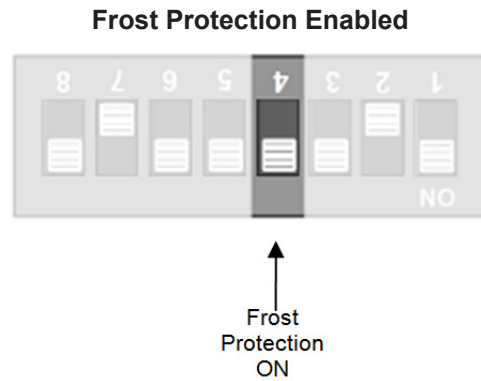 Frost Protection Enabled
8 7 6 5 4 3 2 1
ON
Frost
Protection
ON